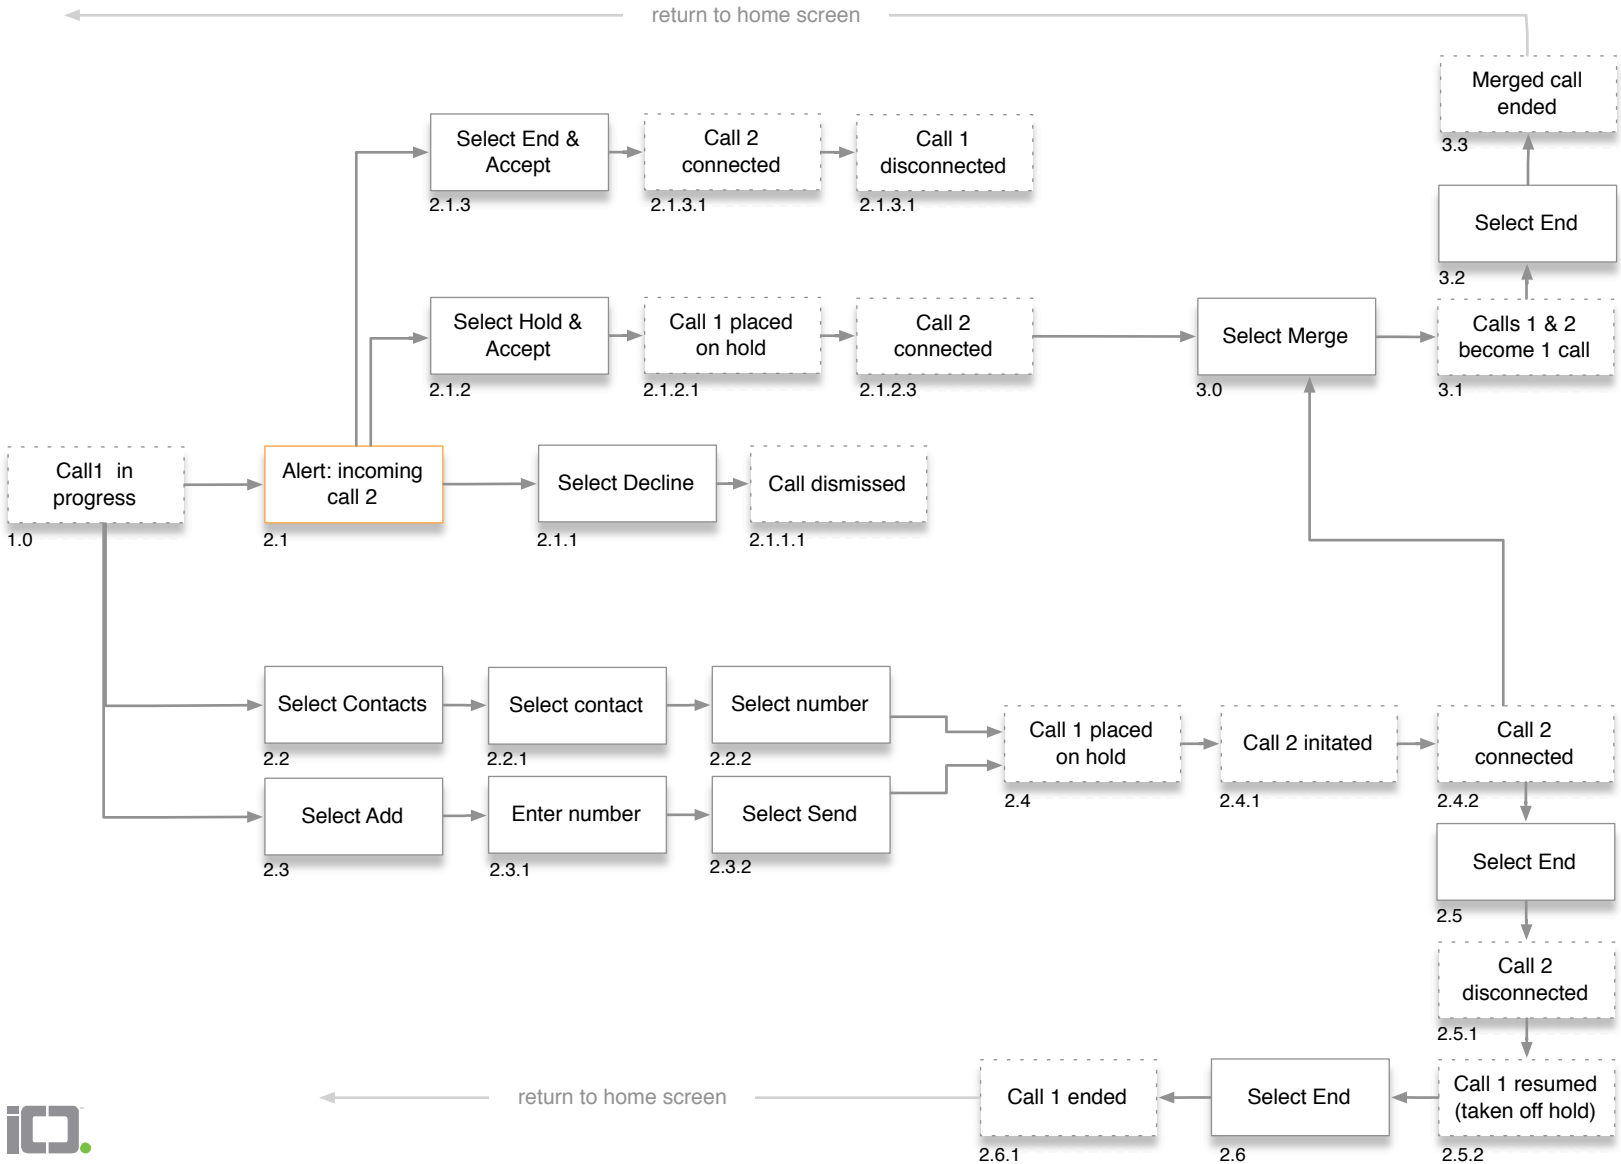 return to home screen
Merged call
ended
3.3
Select End &
Accept
2.1.3
Call 2
connected
2.1.3.1
Call 1
disconnected
2.1.3.1
Select End
3.2
Select Hold &
Accept
2.1.2
Call 1 placed
on hold
2.1.2.1
Call 2
connected
2.1.2.3
Select Merge
3.0
Calls 1 & 2
become 1 call
3.1
Call1 in
progress
1.0
Alert: incoming
call 2
2.1
Select Decline
2.1.1
Call dismissed
2.1.1.1
Select Contacts
2.2
Select contact
2.2.1
Select number
2.2.2
Select Add
2.3
Enter number
2.3.1
Select Send
2.3.2
Call 1 placed
on hold
2.4
Call 2 initated
2.4.1
Call 2
connected
2.4.2
Select End
2.5
Call 2
disconnected
2.5.1
Call 1 resumed
(taken off hold)
2.5.2
Select End
2.6
Call 1 ended
2.6.1
return to home screen
iQ.